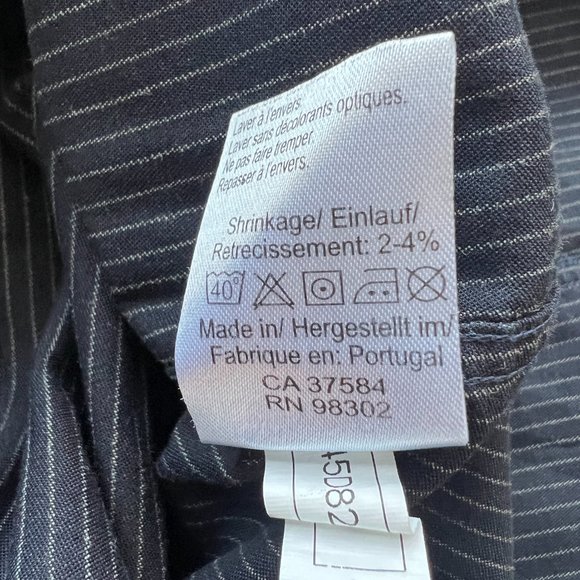 Laver à l'envers.
Laver sans décolorants optiques.
Ne pas faire tremper.
Repasser à l'envers.
Shrinkage/ Einlauf/
Retrecissement: 2-4%
40°
Made in/ Hergestellt im/
Fabrique en: Portugal
CA 37584
RN 98302
45082